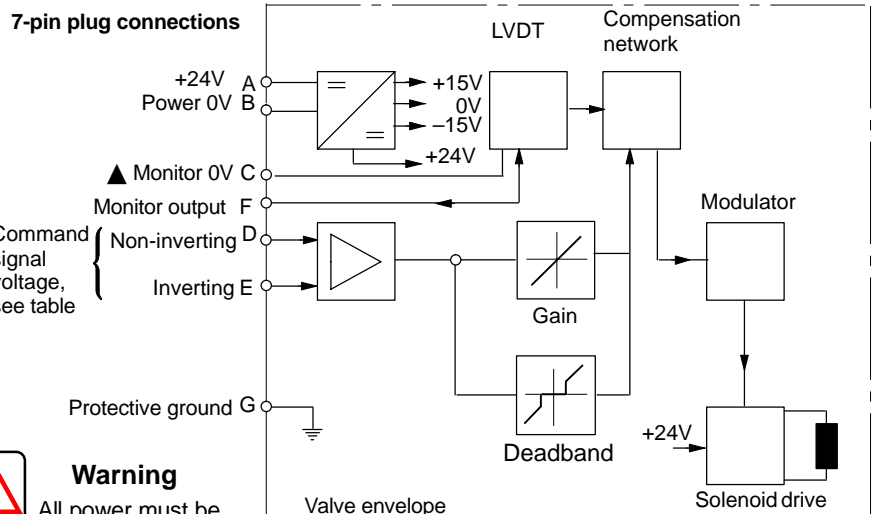 7-pin plug connections
LVDT
Compensation
network
+24V A
Power 0V B
+15V
0V
–15V
+24V
▲ Monitor 0V C
Monitor output F
Command
signal
voltage,
see table
Non-inverting D
Inverting E
Gain
Modulator
Deadband
Protective ground G
+24V
Solenoid drive
Warning
All power must be
Valve envelope